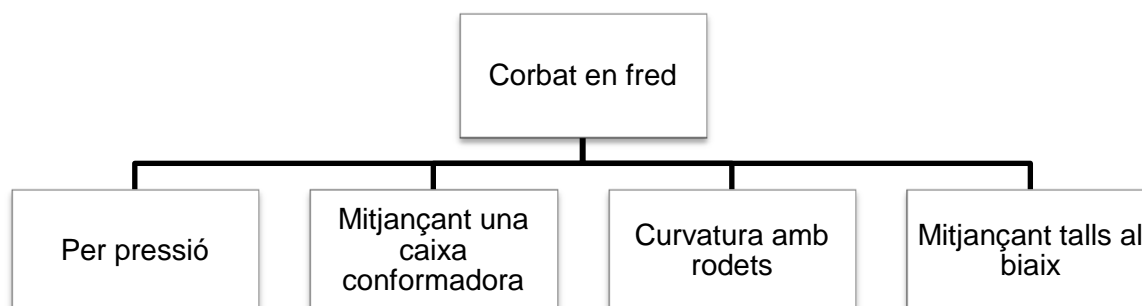 Corbat en fred
Per pressió
Mitjançant una
caixa
conformadora
Curvatura amb
rodets
Mitjançant talls al
biaix